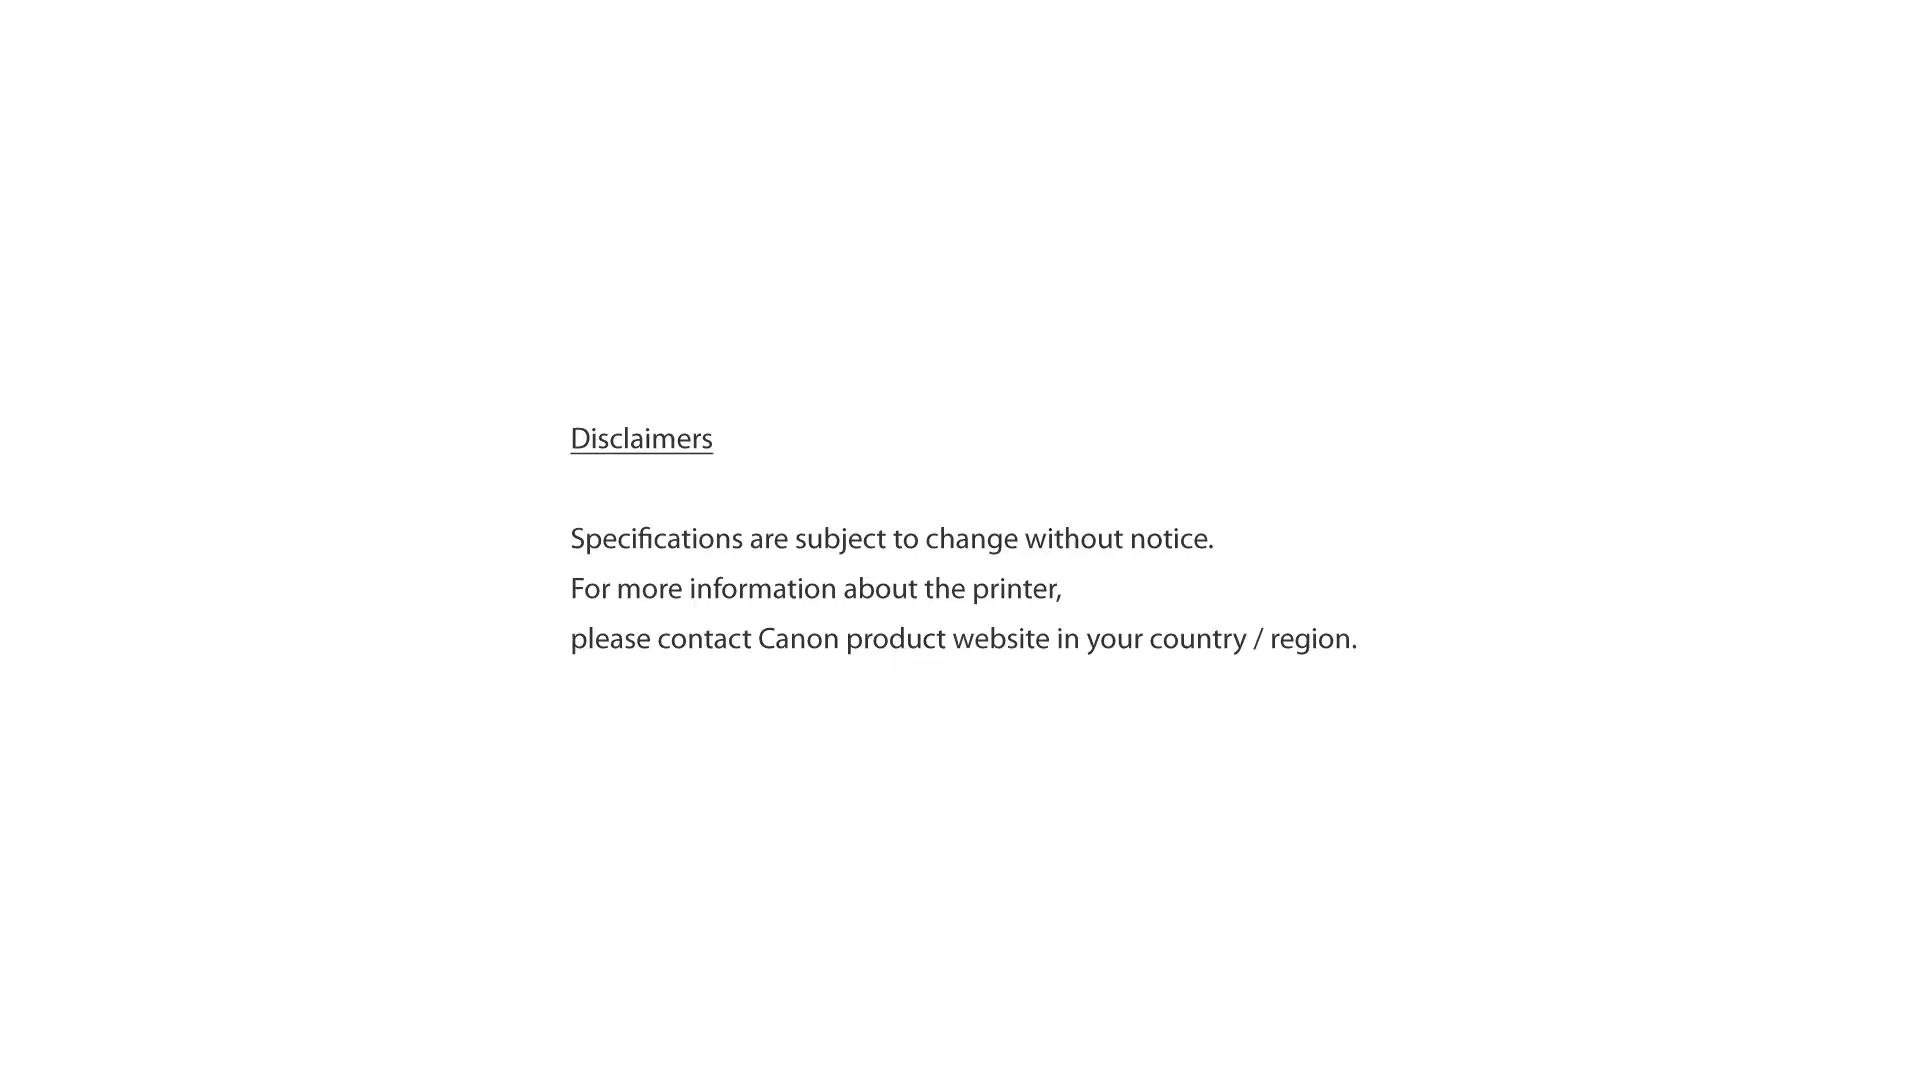 Disclaimers
Specifications are subject to change without notice.
For more information about the printer,
please contact Canon product website in your country / region.